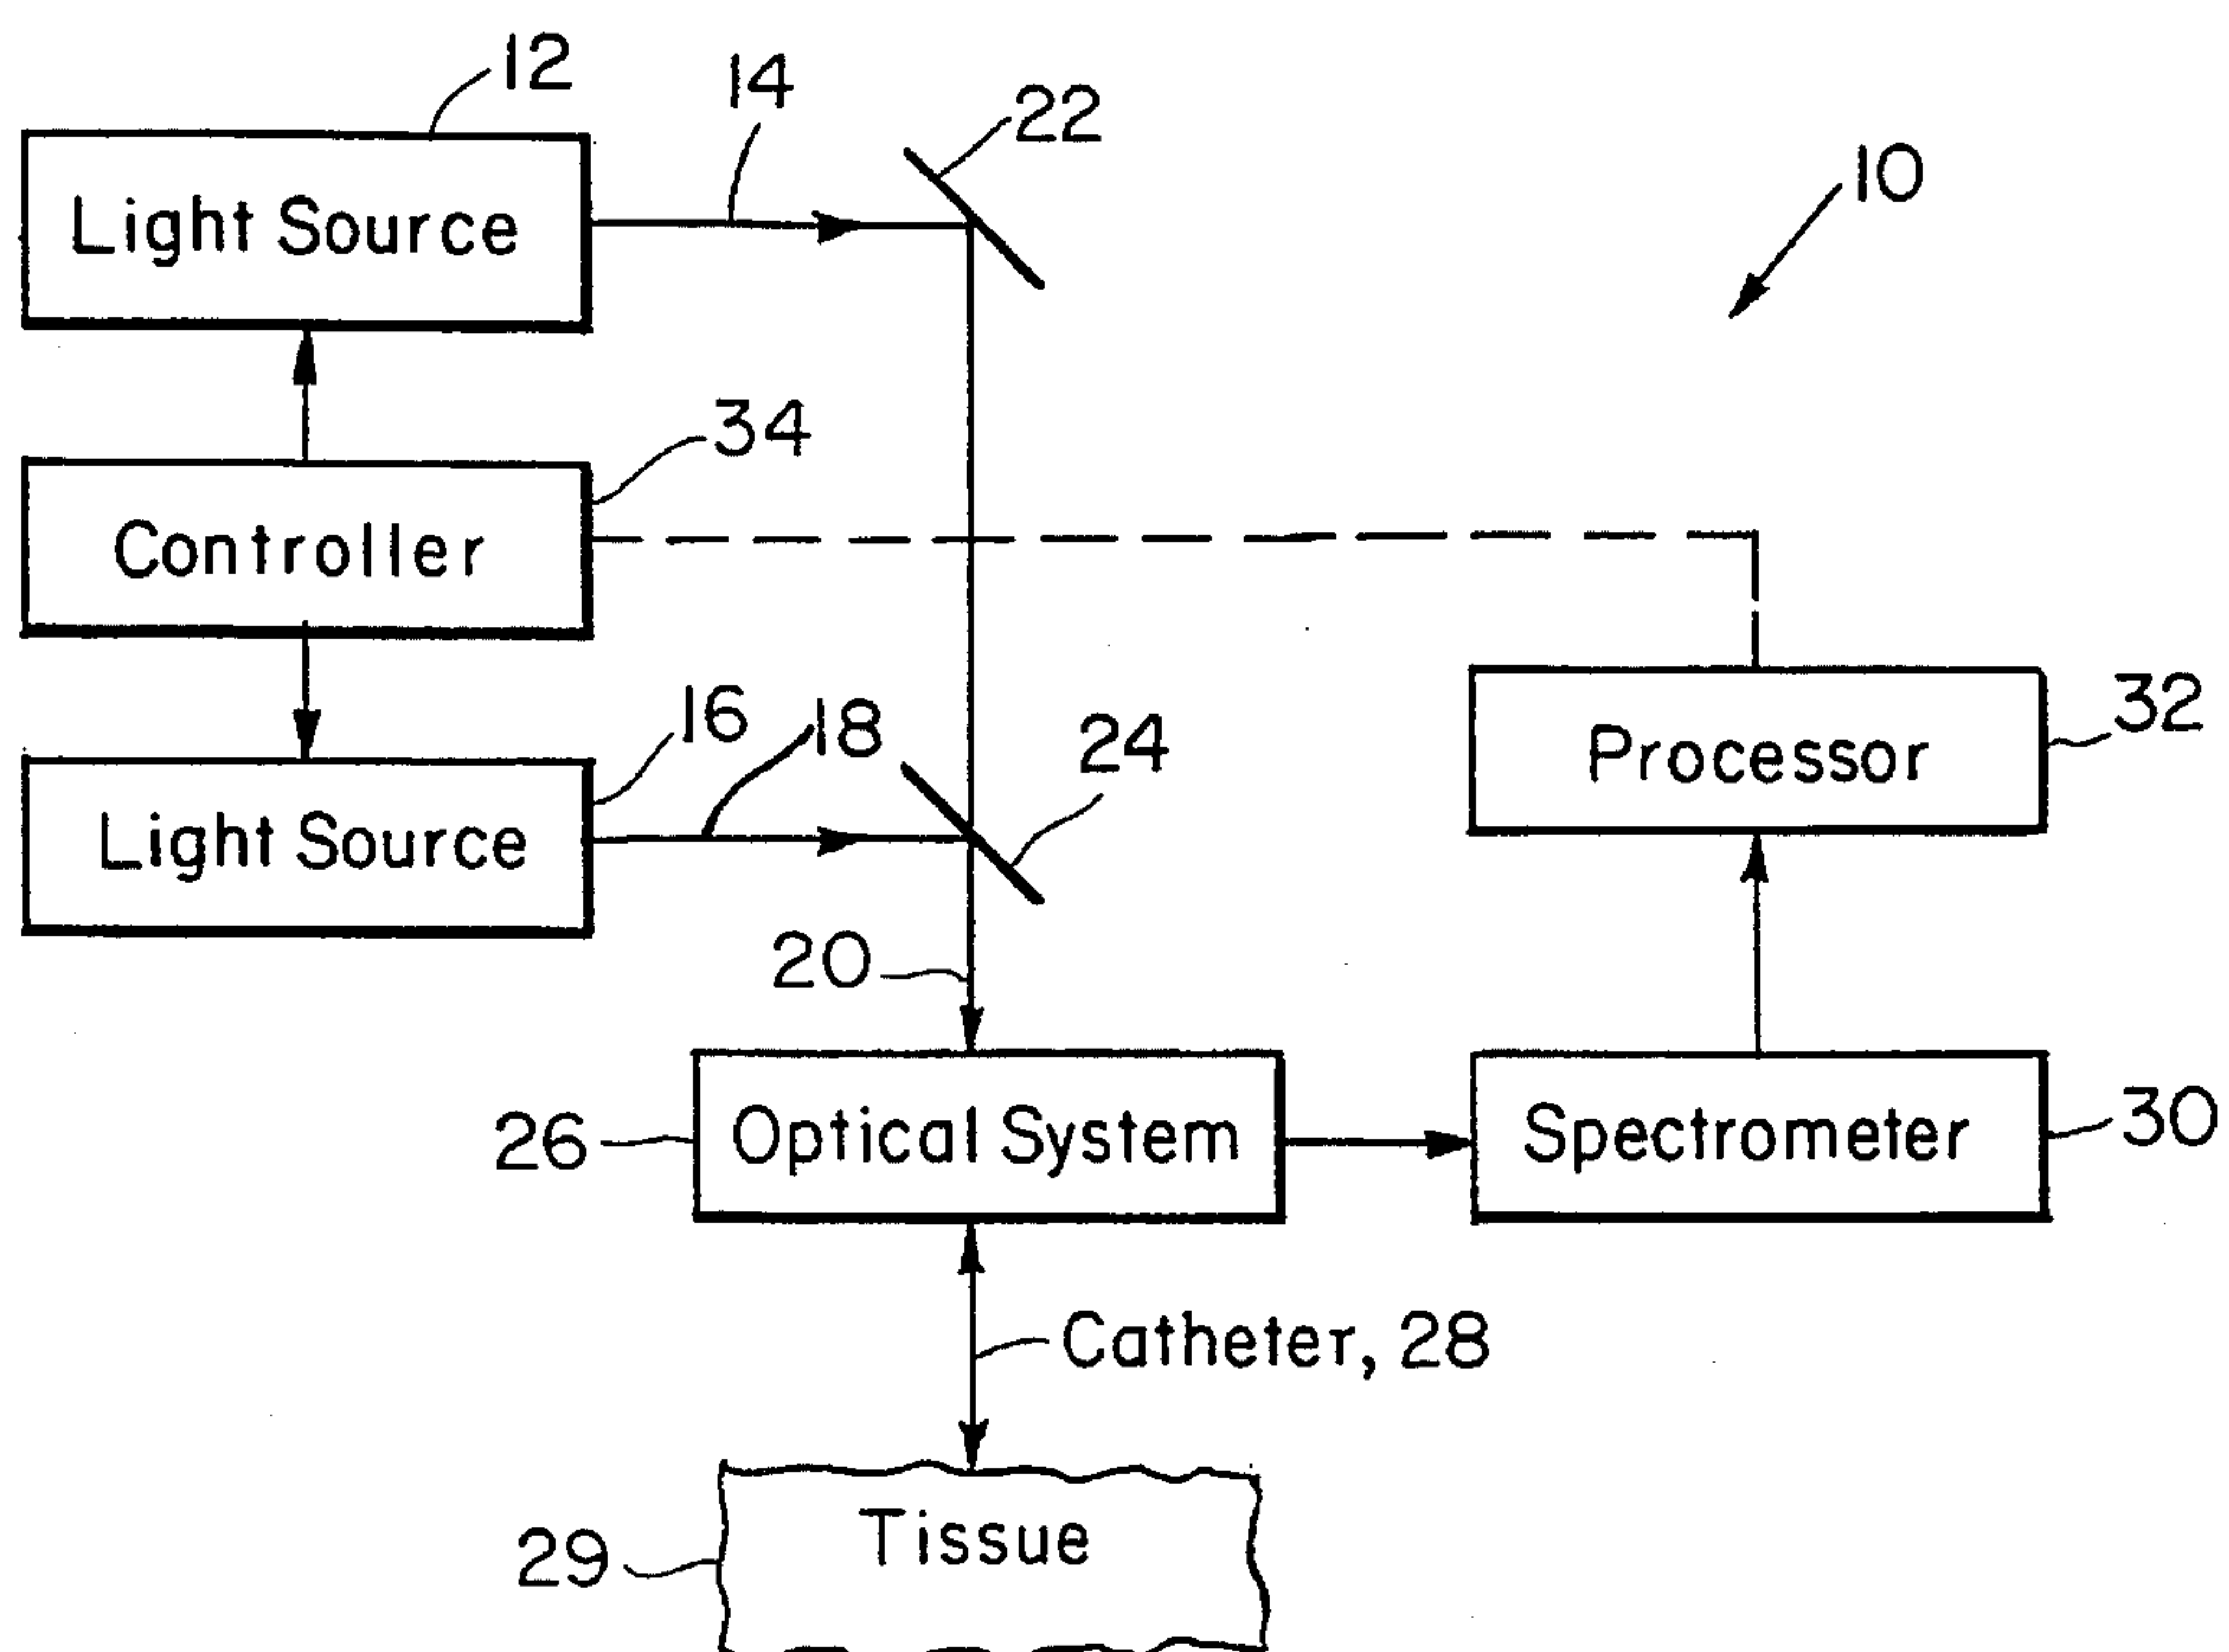 12
14
22
10
Light Source
34
Controller
16
18
24
32
Processor
Light Source
20
26
Optical System
Spectrometer
30
Catheter, 28
Tissue
29